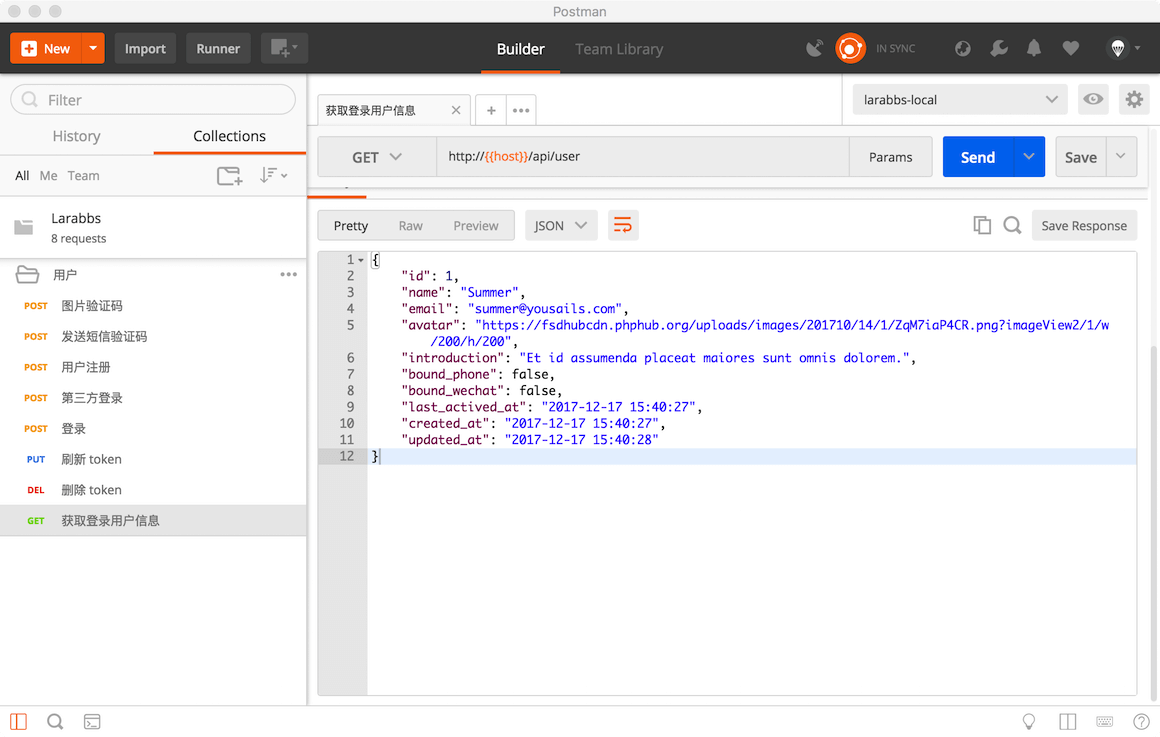 Postman
New
Import
Runner
Builder
Team Library
IN SYNC
Filter
History
Collections
All Me Team
Larabbs
8 requests
用户
POST 图片验证码
POST 发送短信验证码
POST 用户注册
POST 第三方登录
POST 登录
PUT 刷新 token
DEL 删除 token
GET 获取登录用户信息
获取登录用户信息
larabbs-local
GET
http://{{host}}/api/user
Params
Send
Save
Pretty
Raw
Preview
JSON
Save Response
1 {
2 "id": 1,
3 "name": "Summer",
4 "email": "summer@yousails.com",
5 "avatar": "https://fsdhubcdn.phphub.org/uploads/images/201710/14/1/ZqM7iaP4CR.png?imageView2/1/w
/200/h/200",
6 "introduction": "Et id assumenda placeat maiores sunt omnis dolorem.",
7 "bound_phone": false,
8 "bound_wechat": false,
9 "last_actived_at": "2017-12-17 15:40:27",
10 "created_at": "2017-12-17 15:40:27",
11 "updated_at": "2017-12-17 15:40:28"
12 }